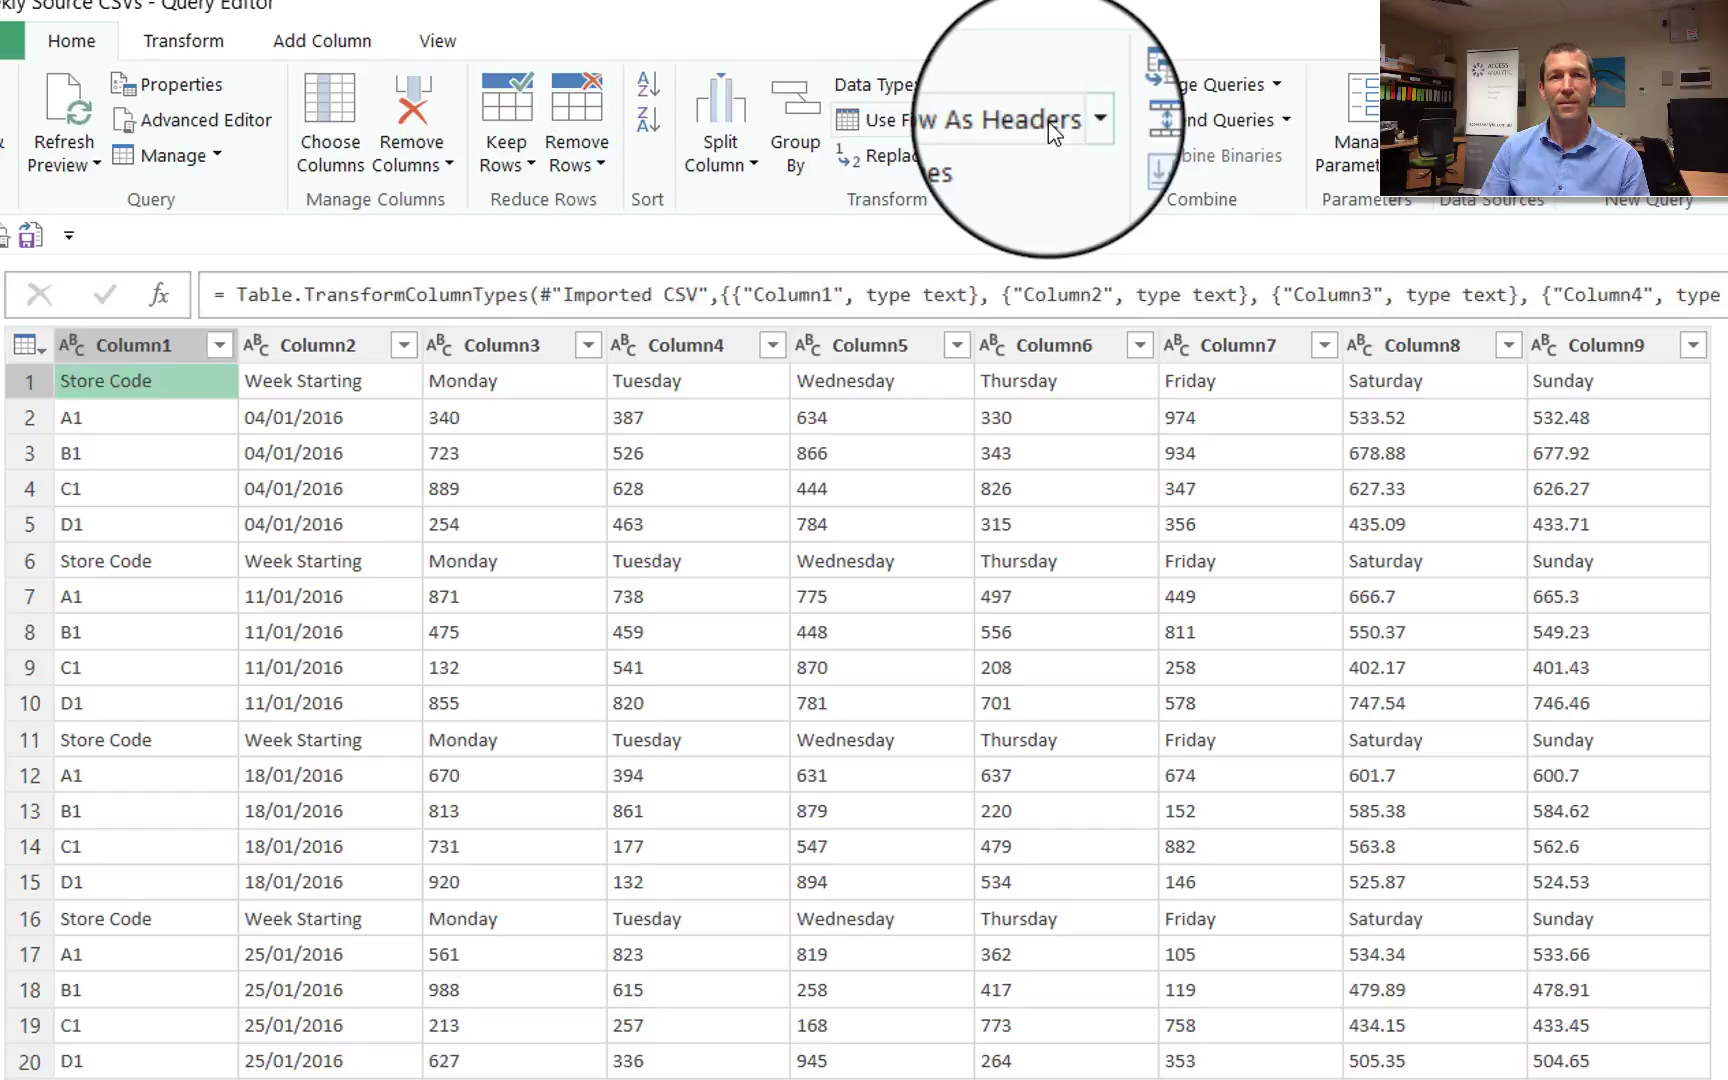 kly Source CSVs - Query Editor
Home Transform Add Column View
Refresh Preview
Properties
Advanced Editor
Manage
Query
Choose Columns
Remove Columns
Manage Columns
Keep Rows
Remove Rows
Reduce Rows
Sort
Split Column
Group By
Data Type
Use F
w As Headers
Replac
es
Transform
ge Queries
nd Queries
bine Binaries
Combine
Mana
Parame
Parameters Data Sources New Query
ACCESS
ANALYTIC
fx = Table.TransformColumnTypes(#"Imported CSV",{{"Column1", type text}, {"Column2", type text}, {"Column3", type text}, {"Column4", type
Column1 Column2 Column3 Column4 Column5 Column6 Column7 Column8 Column9
1 Store Code Week Starting Monday Tuesday Wednesday Thursday Friday Saturday Sunday
2 A1 04/01/2016 340 387 634 330 974 533.52 532.48
3 B1 04/01/2016 723 526 866 343 934 678.88 677.92
4 C1 04/01/2016 889 628 444 826 347 627.33 626.27
5 D1 04/01/2016 254 463 784 315 356 435.09 433.71
6 Store Code Week Starting Monday Tuesday Wednesday Thursday Friday Saturday Sunday
7 A1 11/01/2016 871 738 775 497 449 666.7 665.3
8 B1 11/01/2016 475 459 448 556 811 550.37 549.23
9 C1 11/01/2016 132 541 870 208 258 402.17 401.43
10 D1 11/01/2016 855 820 781 701 578 747.54 746.46
11 Store Code Week Starting Monday Tuesday Wednesday Thursday Friday Saturday Sunday
12 A1 18/01/2016 670 394 631 637 674 601.7 600.7
13 B1 18/01/2016 813 861 879 220 152 585.38 584.62
14 C1 18/01/2016 731 177 547 479 882 563.8 562.6
15 D1 18/01/2016 920 132 894 534 146 525.87 524.53
16 Store Code Week Starting Monday Tuesday Wednesday Thursday Friday Saturday Sunday
17 A1 25/01/2016 561 823 819 362 105 534.34 533.66
18 B1 25/01/2016 988 615 258 417 119 479.89 478.91
19 C1 25/01/2016 213 257 168 773 758 434.15 433.45
20 D1 25/01/2016 627 336 945 264 353 505.35 504.65